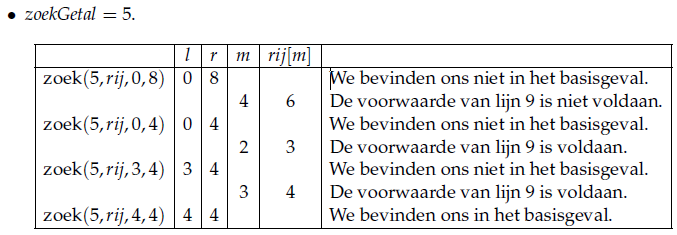 • zoekGetal = 5.
l r m rij[m]
zoek(5,rij,0,8) 0 8 We bevinden ons niet in het basisgeval.
4 6 De voorwaarde van lijn 9 is niet voldaan.
zoek(5,rij,0,4) 0 4 We bevinden ons niet in het basisgeval.
2 3 De voorwaarde van lijn 9 is voldaan.
zoek(5,rij,3,4) 3 4 We bevinden ons niet in het basisgeval.
3 4 De voorwaarde van lijn 9 is voldaan.
zoek(5,rij,4,4) 4 4 We bevinden ons in het basisgeval.